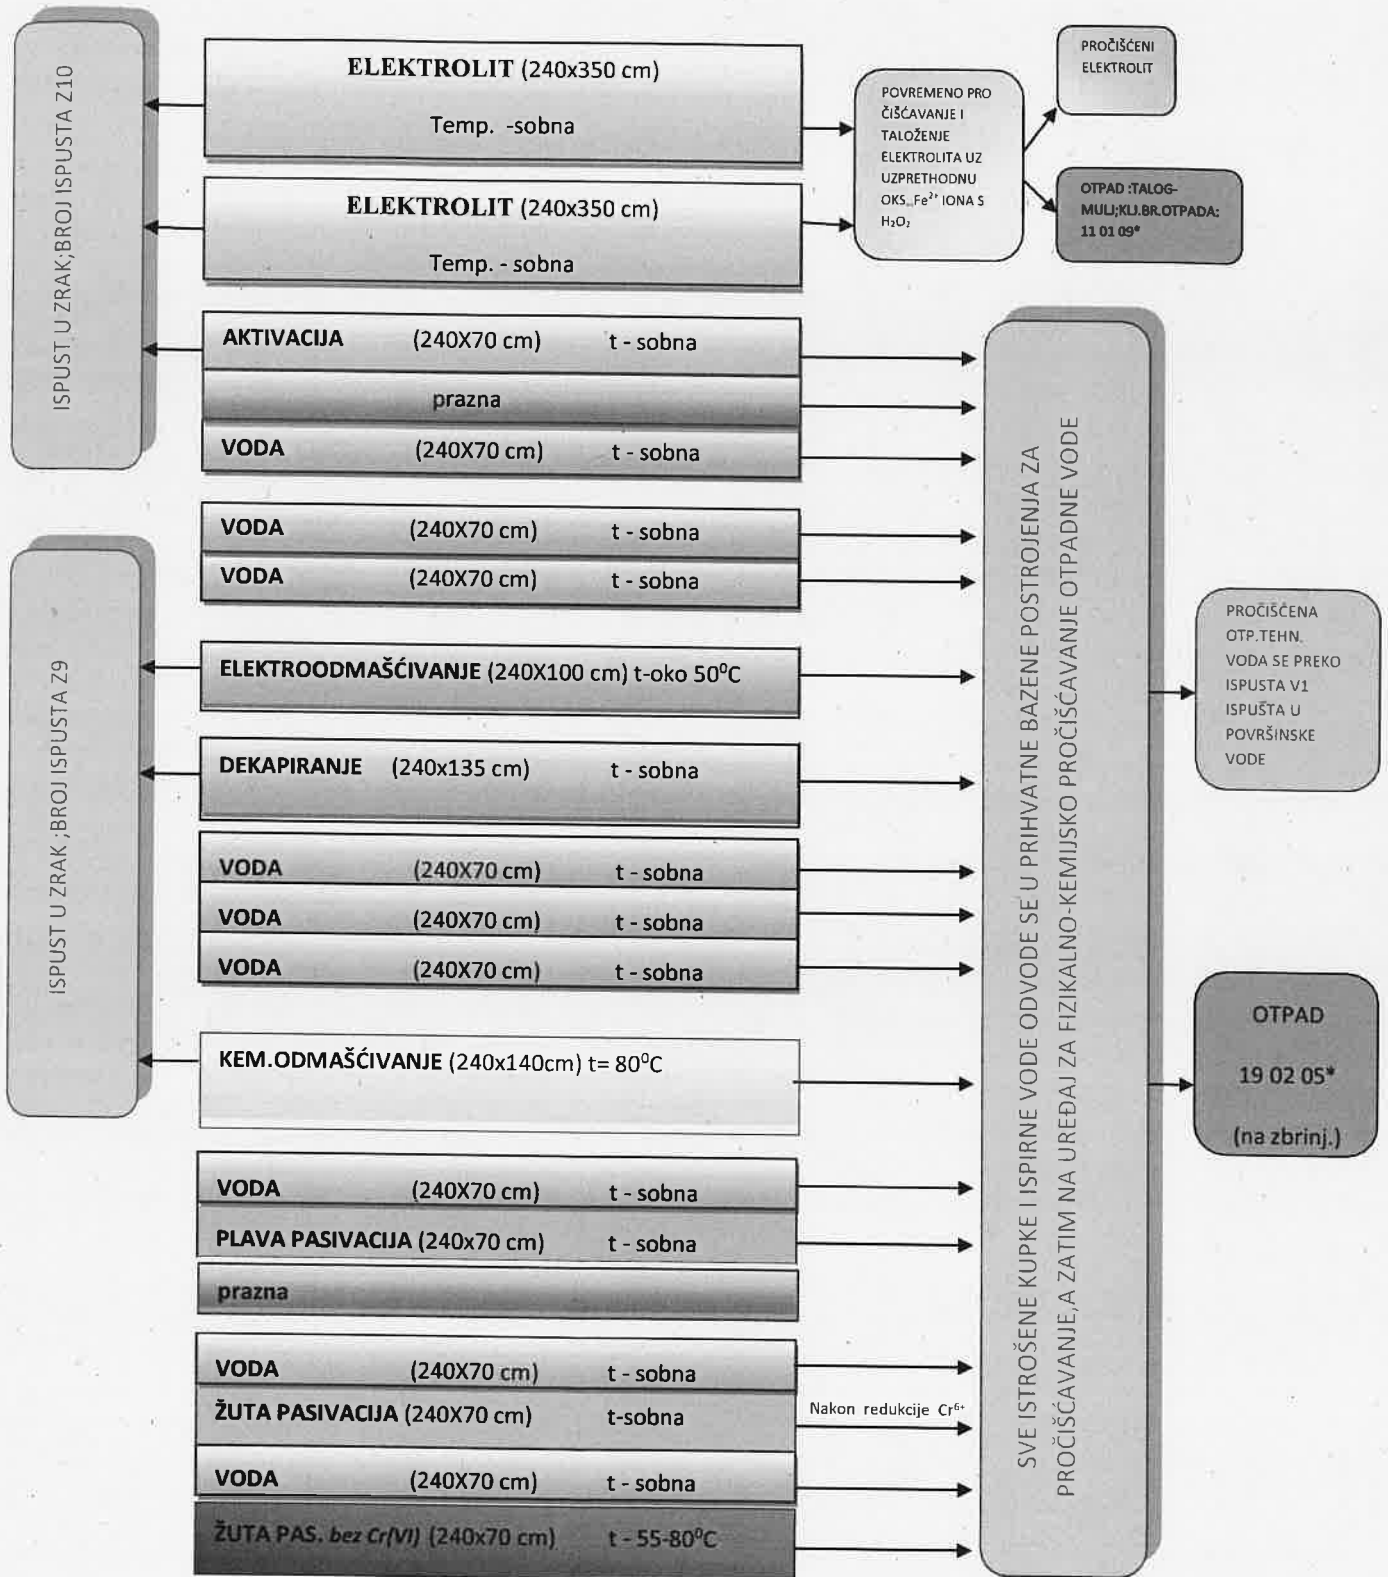 ISPUST U ZRAK;BROJ ISPUSTA Z10
ELEKTROLIT (240x350 cm)
Temp. -sobna
ELEKTROLIT (240x350 cm)
Temp. - sobna
POVREMENO PRO
ČIŠĆAVANJE I
TALOŽENJE
ELEKTROLITA UZ
UZPRETHODNU
OKS. Fe²⁺ IONA S
H₂O₂
PROČIŠĆENI
ELEKTROLIT
OTPAD :TALOG-
MULJ;KLJ.BR.OTPADA:
11 01 09*
AKTIVACIJA (240X70 cm) t - sobna
prazna
VODA (240X70 cm) t - sobna
VODA (240X70 cm) t - sobna
VODA (240X70 cm) t - sobna
ISPUST U ZRAK ;BROJ ISPUSTA Z9
ELEKTROODMAŠĆIVANJE (240X100 cm) t-oko 50⁰C
DEKAPIRANJE (240x135 cm) t - sobna
VODA (240X70 cm) t - sobna
VODA (240X70 cm) t - sobna
VODA (240X70 cm) t - sobna
KEM.ODMAŠĆIVANJE (240x140cm) t= 80⁰C
VODA (240X70 cm) t - sobna
PLAVA PASIVACIJA (240x70 cm) t - sobna
prazna
VODA (240X70 cm) t - sobna
ŽUTA PASIVACIJA (240X70 cm) t-sobna
Nakon redukcije Cr⁶⁺
VODA (240X70 cm) t - sobna
ŽUTA PAS. bez Cr(VI) (240x70 cm) t - 55-80⁰C
SVE ISTROŠENE KUPKE I ISPIRNE VODE ODVODE SE U PRIHVATNE BAZENE POSTROJENJA ZA
PROČIŠĆAVANJE,A ZATIM NA UREĐAJ ZA FIZIKALNO-KEMIJSKO PROČIŠĆAVANJE OTPADNE VODE
PROČIŠĆENA
OTP.TEHN.
VODA SE PREKO
ISPUSTA V1
ISPUŠTA U
POVRŠINSKE
VODE
OTPAD
19 02 05*
(na zbrinj.)